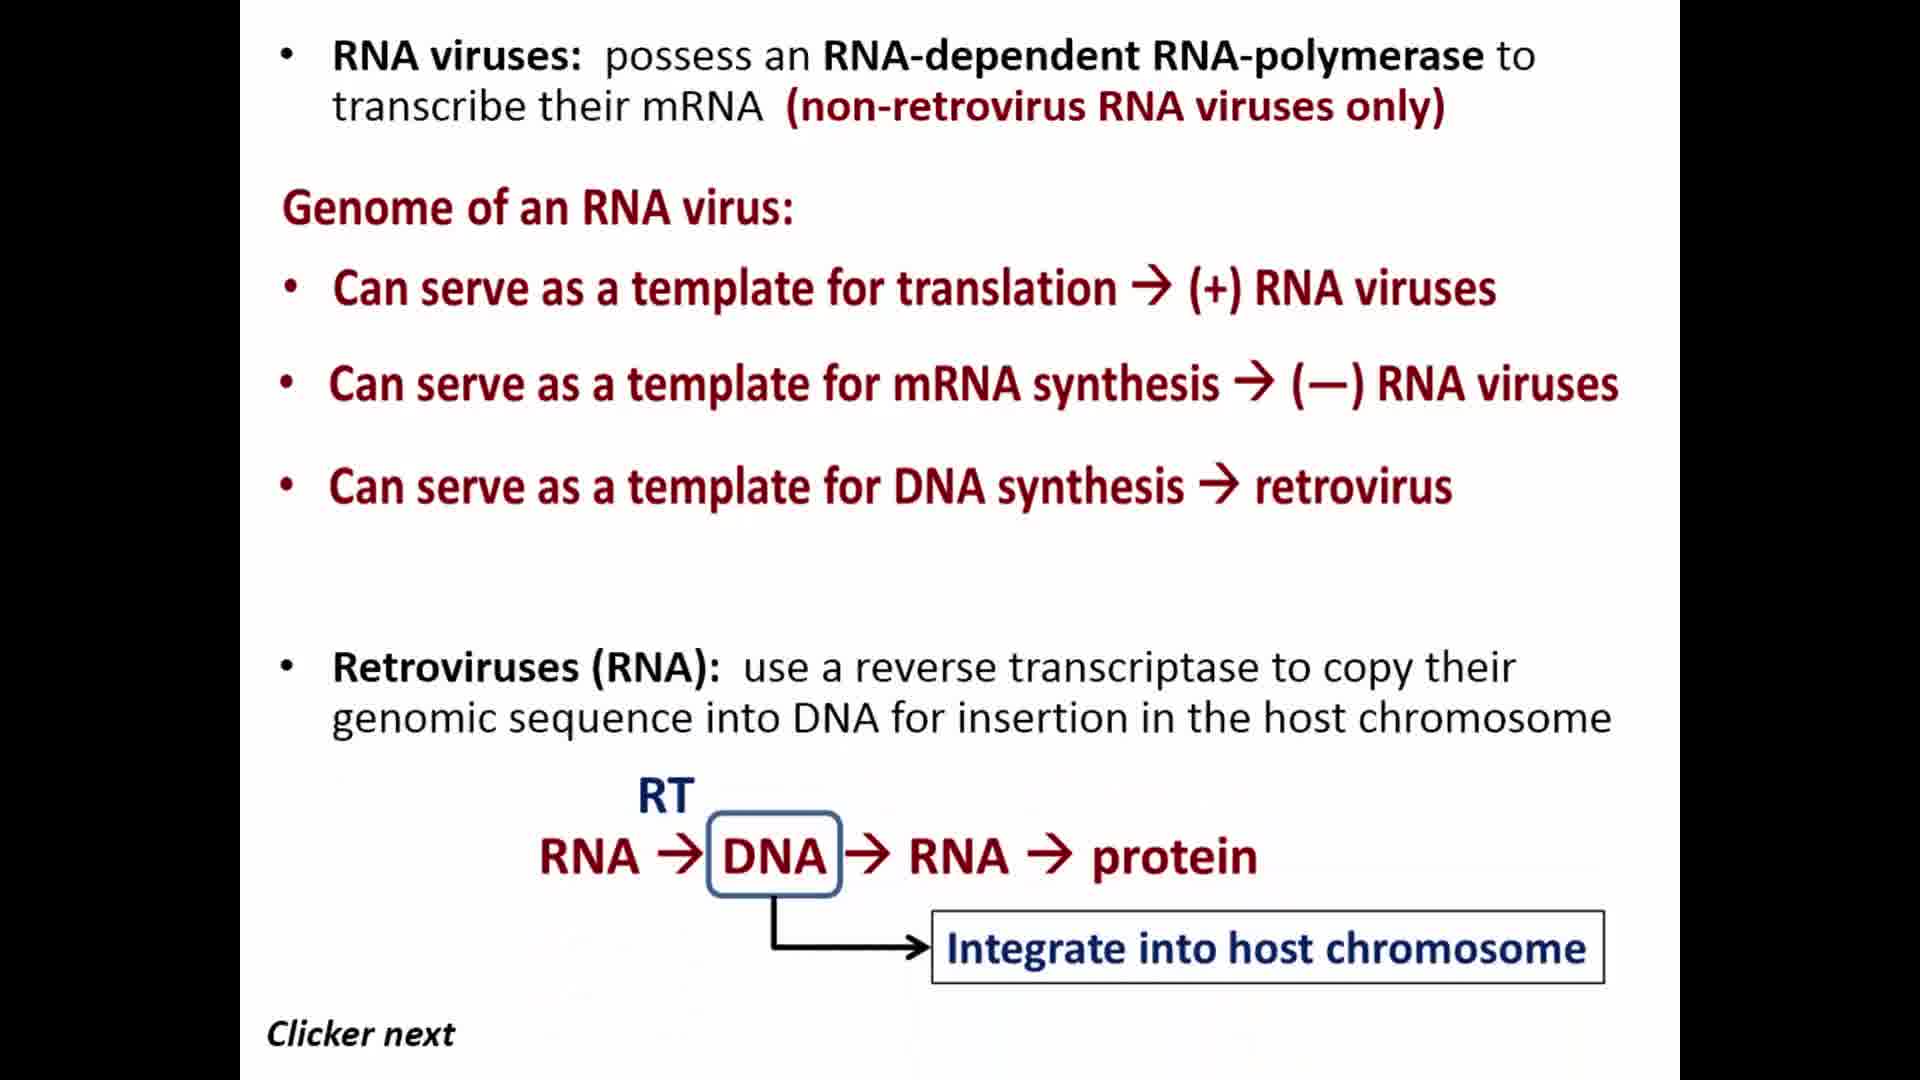 • RNA viruses: possess an RNA-dependent RNA-polymerase to
transcribe their mRNA (non-retrovirus RNA viruses only)
Genome of an RNA virus:
• Can serve as a template for translation → (+) RNA viruses
• Can serve as a template for mRNA synthesis → (—) RNA viruses
• Can serve as a template for DNA synthesis → retrovirus
• Retroviruses (RNA): use a reverse transcriptase to copy their
genomic sequence into DNA for insertion in the host chromosome
RT
RNA → DNA → RNA → protein
Integrate into host chromosome
Clicker next